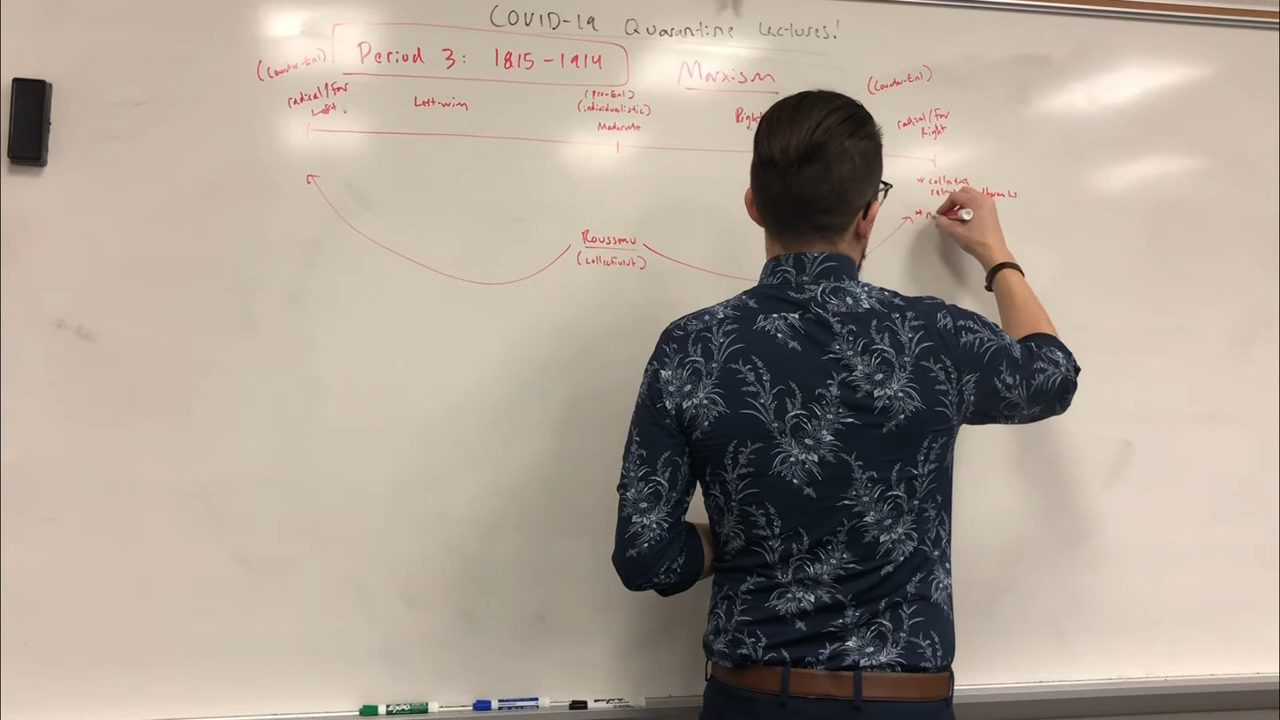 COVID-19 Quarantine Lectures!
Period 3: 1815-1914
Marxism
(Counter-Enl)
radical/far
Left
Left-wing
(pro-Enl)
(individualistic)
Moderate
Right
(Counter-Enl)
radical/far
Right
* collective
Rousseau
(collectivist)